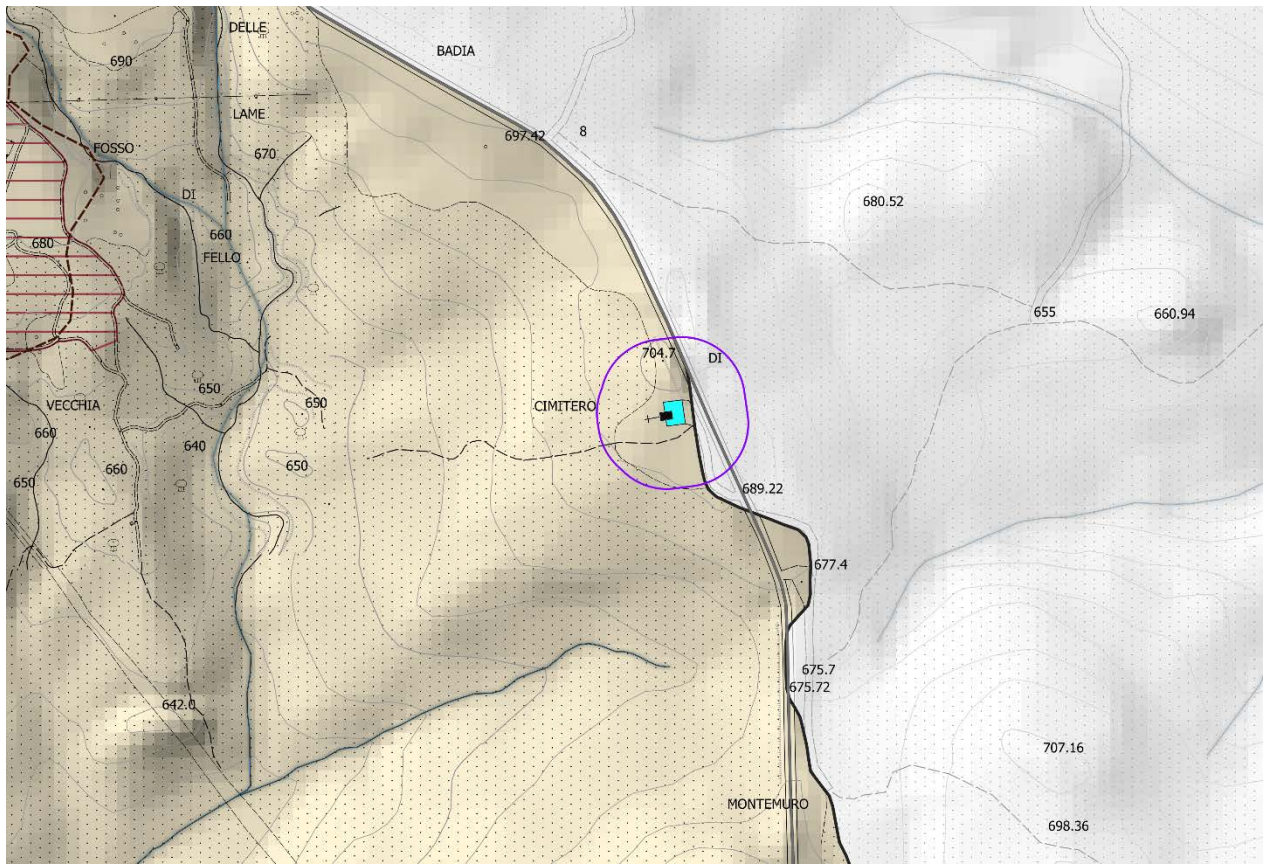 DELLE
BADIA
690
LAME
697.42
8
FOSSO
670
DI
680.52
660
680
FELLO
655
660.94
704.7
DI
650
650
VECCHIA
CIMITERO
660
640
660
650
650
689.22
677.4
675.7
675.72
642.0
707.16
MONTEMURO
698.36